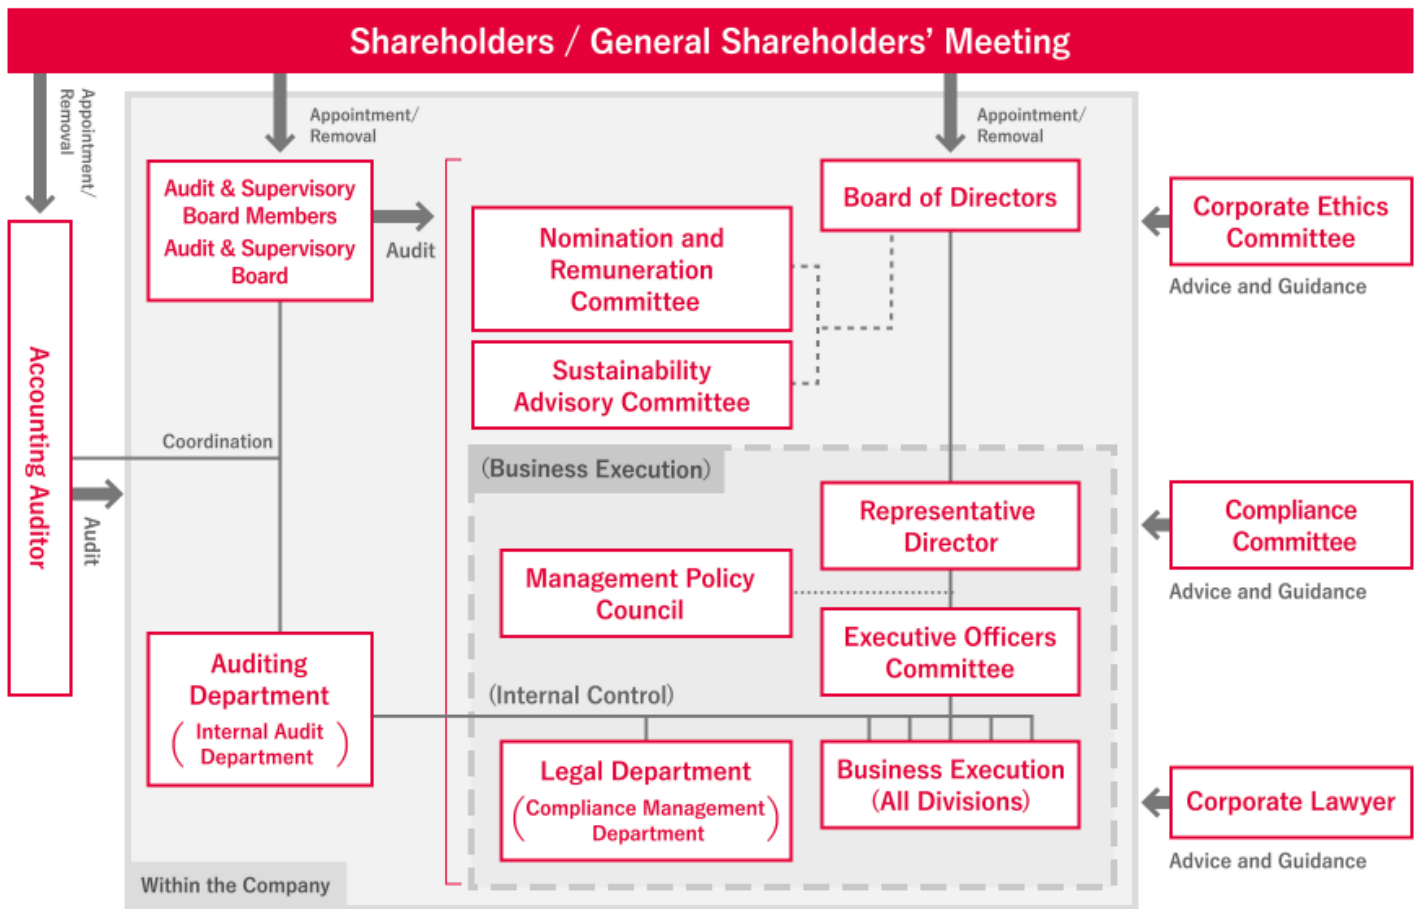 Shareholders / General Shareholders’ Meeting
Appointment/
Removal
Appointment/
Removal
Appointment/
Removal
Audit & Supervisory
Board Members
Audit & Supervisory
Board
Audit
Board of Directors
Nomination and
Remuneration
Committee
Sustainability
Advisory Committee
Corporate Ethics
Committee
Advice and Guidance
Accounting Auditor
Coordination
Audit
(Business Execution)
Representative
Director
Management Policy
Council
Executive Officers
Committee
Compliance
Committee
Advice and Guidance
Auditing
Department
(Internal Audit
Department)
(Internal Control)
Legal Department
(Compliance Management
Department)
Business Execution
(All Divisions)
Corporate Lawyer
Advice and Guidance
Within the Company